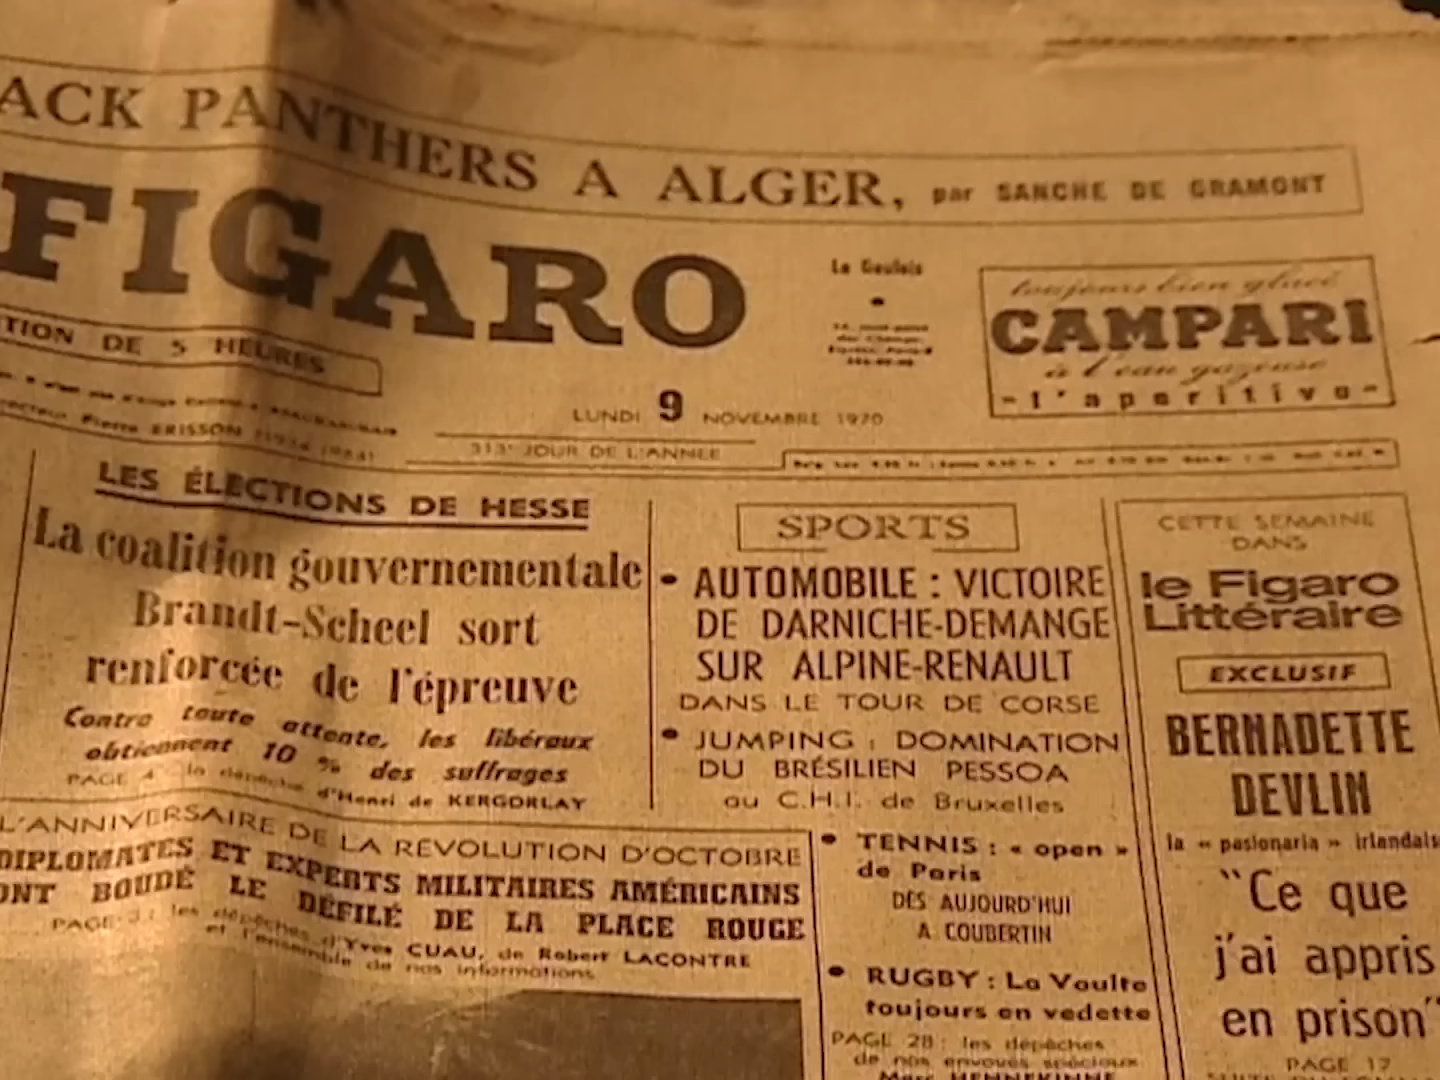 ACK PANTHERS A ALGER, par SANCHE DE GRAMONT
FIGARO
Le Gaulois
toujours bien glacé
CAMPARI
à l'eau gazeuse
-l'aperitivo-
TION DE 5 HEURES
LUNDI 9 NOVEMBRE 1970
Pierre BRISSON
313e JOUR DE L'ANNEE
LES ÉLECTIONS DE HESSE
La coalition gouvernementale
Brandt-Scheel sort
renforcée de l'épreuve
Contre toute attente, les libéraux
obtiennent 10 % des suffrages
PAGE 4 la dépêche d'Henri de KERGORLAY
SPORTS
• AUTOMOBILE : VICTOIRE
DE DARNICHE-DEMANGE
SUR ALPINE-RENAULT
DANS LE TOUR DE CORSE
• JUMPING : DOMINATION
DU BRÉSILIEN PESSOA
au C.H.I. de Bruxelles
CETTE SEMAINE
DANS
le Figaro
Littéraire
EXCLUSIF
BERNADETTE
DEVLIN
la « pasionaria » irlandais
"Ce que
j'ai appris
en prison"
PAGE 17
L'ANNIVERSAIRE DE LA REVOLUTION D'OCTOBRE
DIPLOMATES ET EXPERTS MILITAIRES AMÉRICAINS
ONT BOUDÉ LE DÉFILÉ DE LA PLACE ROUGE
PAGE 3 : les dépêches d'Yves CUAU, de Robert LACONTRE
et l'ensemble de nos informations
• TENNIS : « open »
de Paris
DÈS AUJOURD'HUI
A COUBERTIN
• RUGBY : La Voulte
toujours en vedette
PAGE 28 : les dépêches
de nos envoyés spéciaux
Marc HENNEKINNE